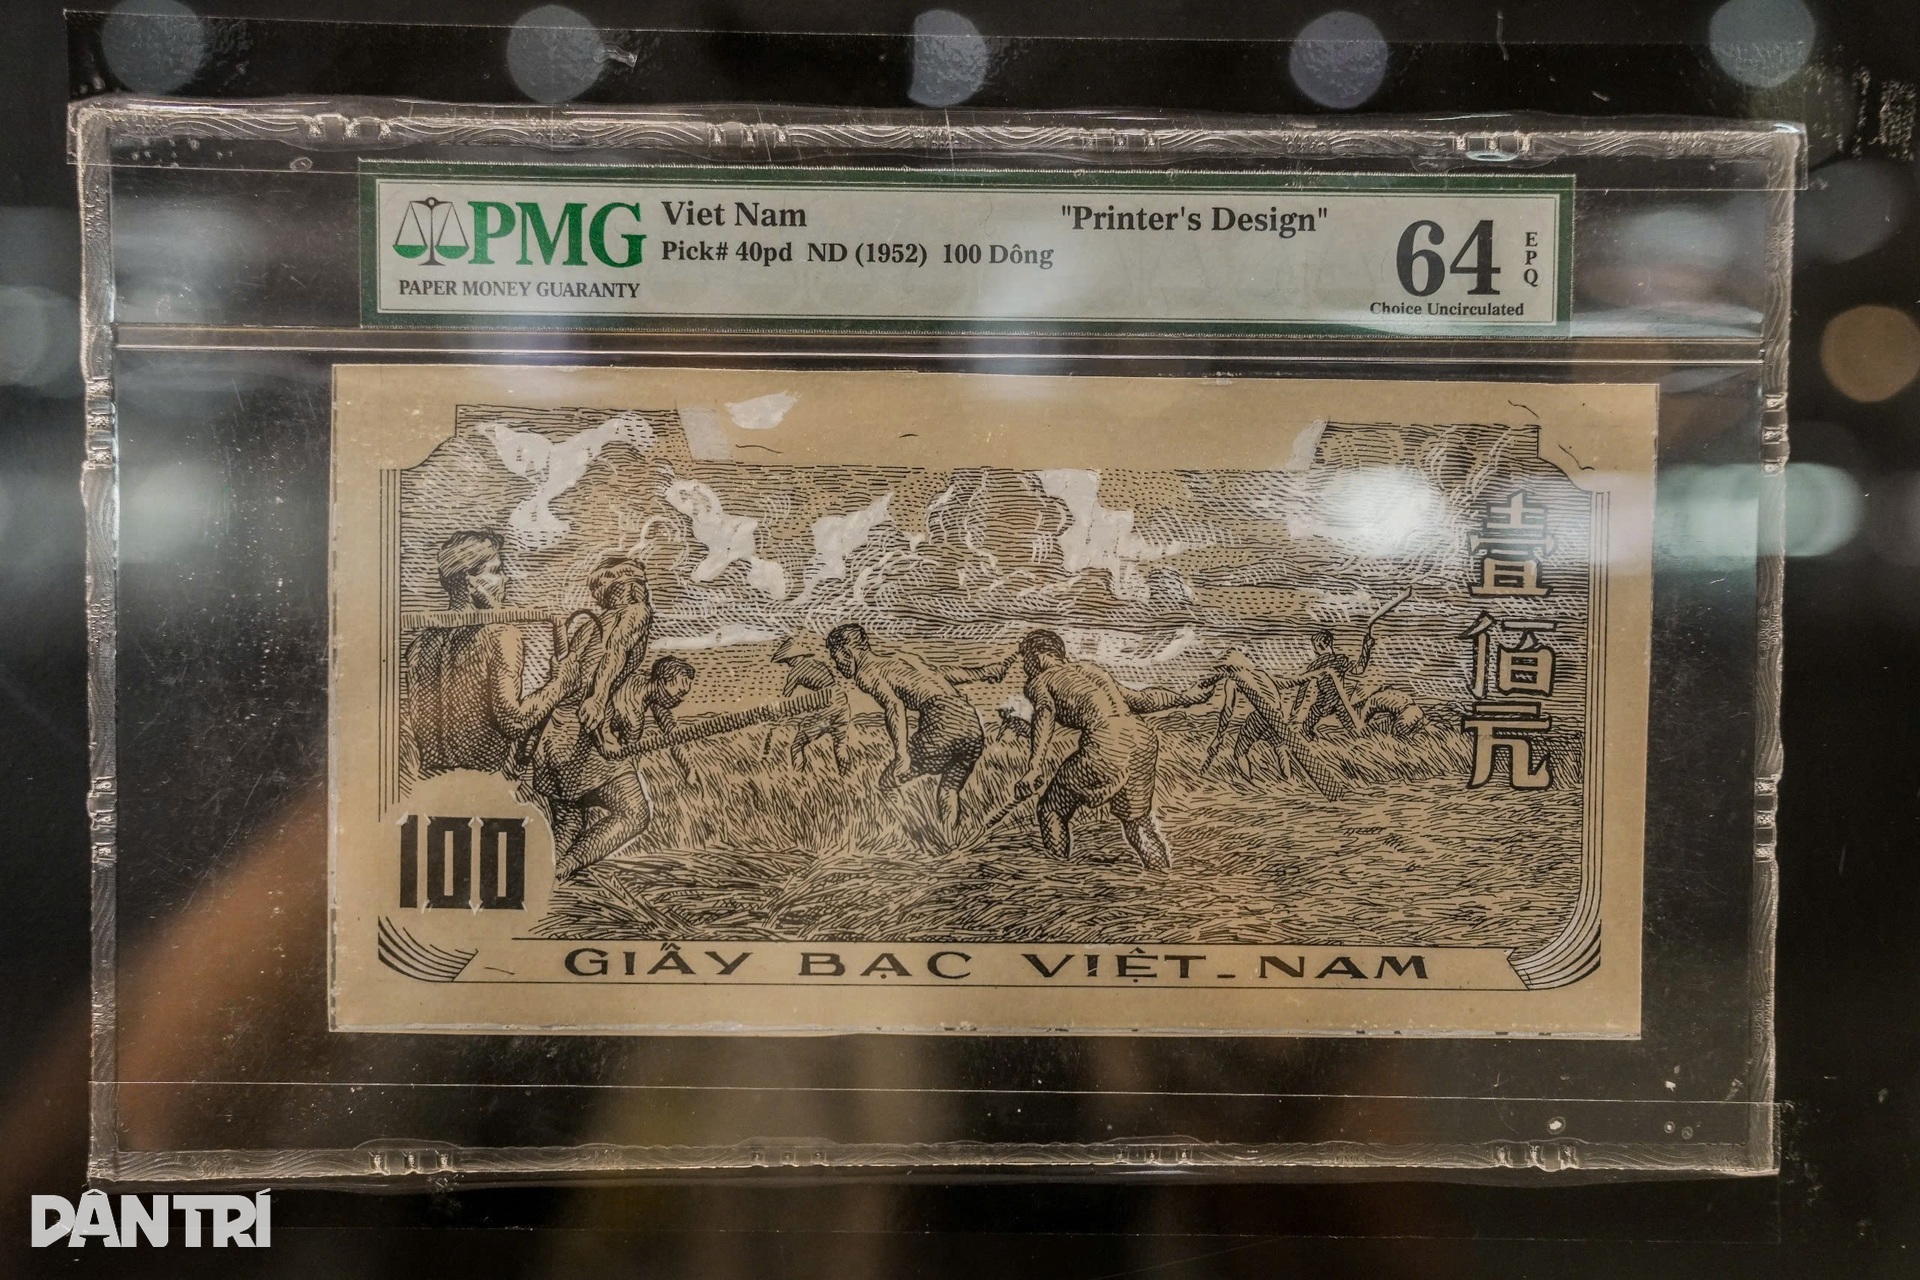 PMG
PAPER MONEY GUARANTY
Viet Nam
"Printer's Design"
Pick# 40pd ND (1952) 100 Dông
64
EPQ
Choice Uncirculated
壹佰元
100
GIẤY BẠC VIỆT-NAM
DÂN TRÍ